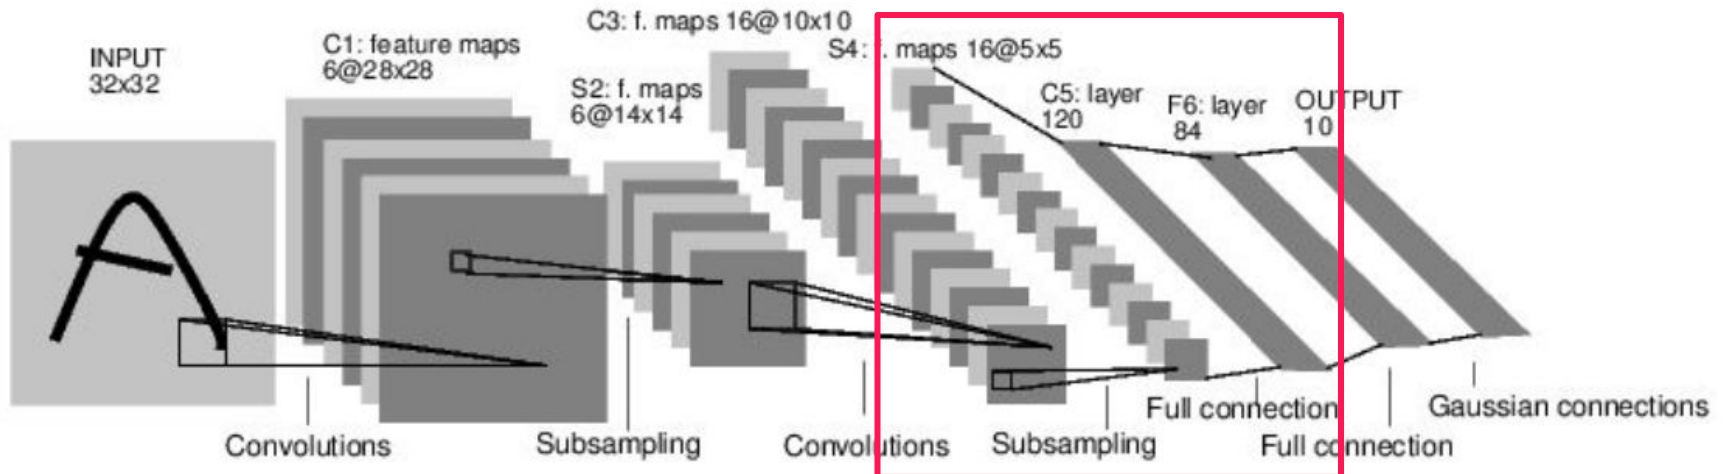 INPUT
32x32
C1: feature maps
6@28x28
S2: f. maps
6@14x14
C3: f. maps 16@10x10
S4: f. maps 16@5x5
C5: layer
120
F6: layer
84
OUTPUT
10
Convolutions
Subsampling
Convolutions
Subsampling
Full connection
Full connection
Gaussian connections